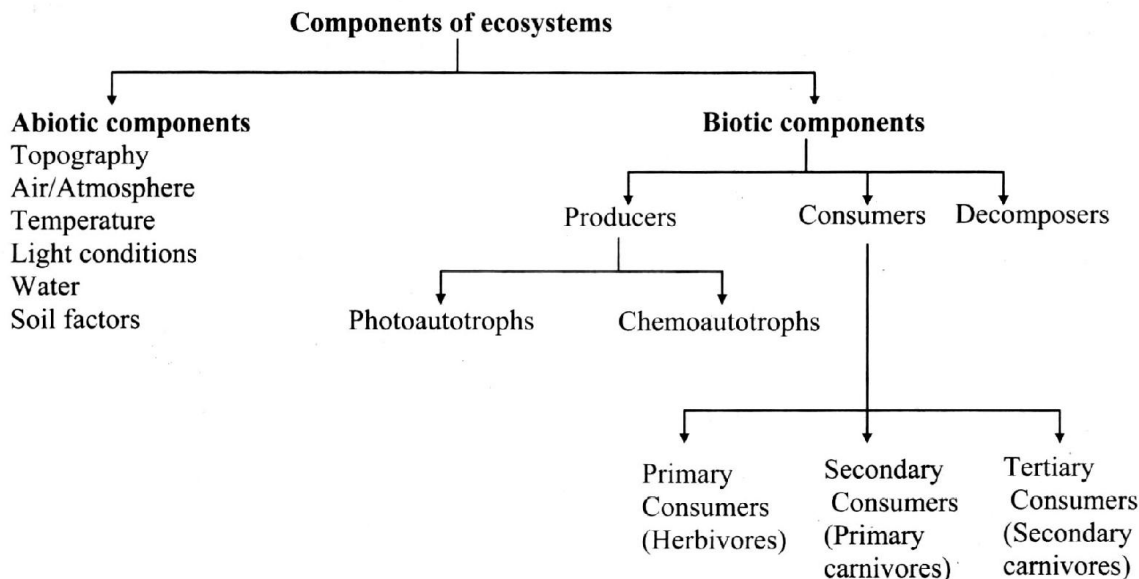 Components of ecosystems
Abiotic components
Topography
Air/Atmosphere
Temperature
Light conditions
Water
Soil factors
Biotic components
Producers
Consumers
Decomposers
Photoautotrophs
Chemoautotrophs
Primary
Consumers
(Herbivores)
Secondary
Consumers
(Primary
carnivores)
Tertiary
Consumers
(Secondary
carnivores)